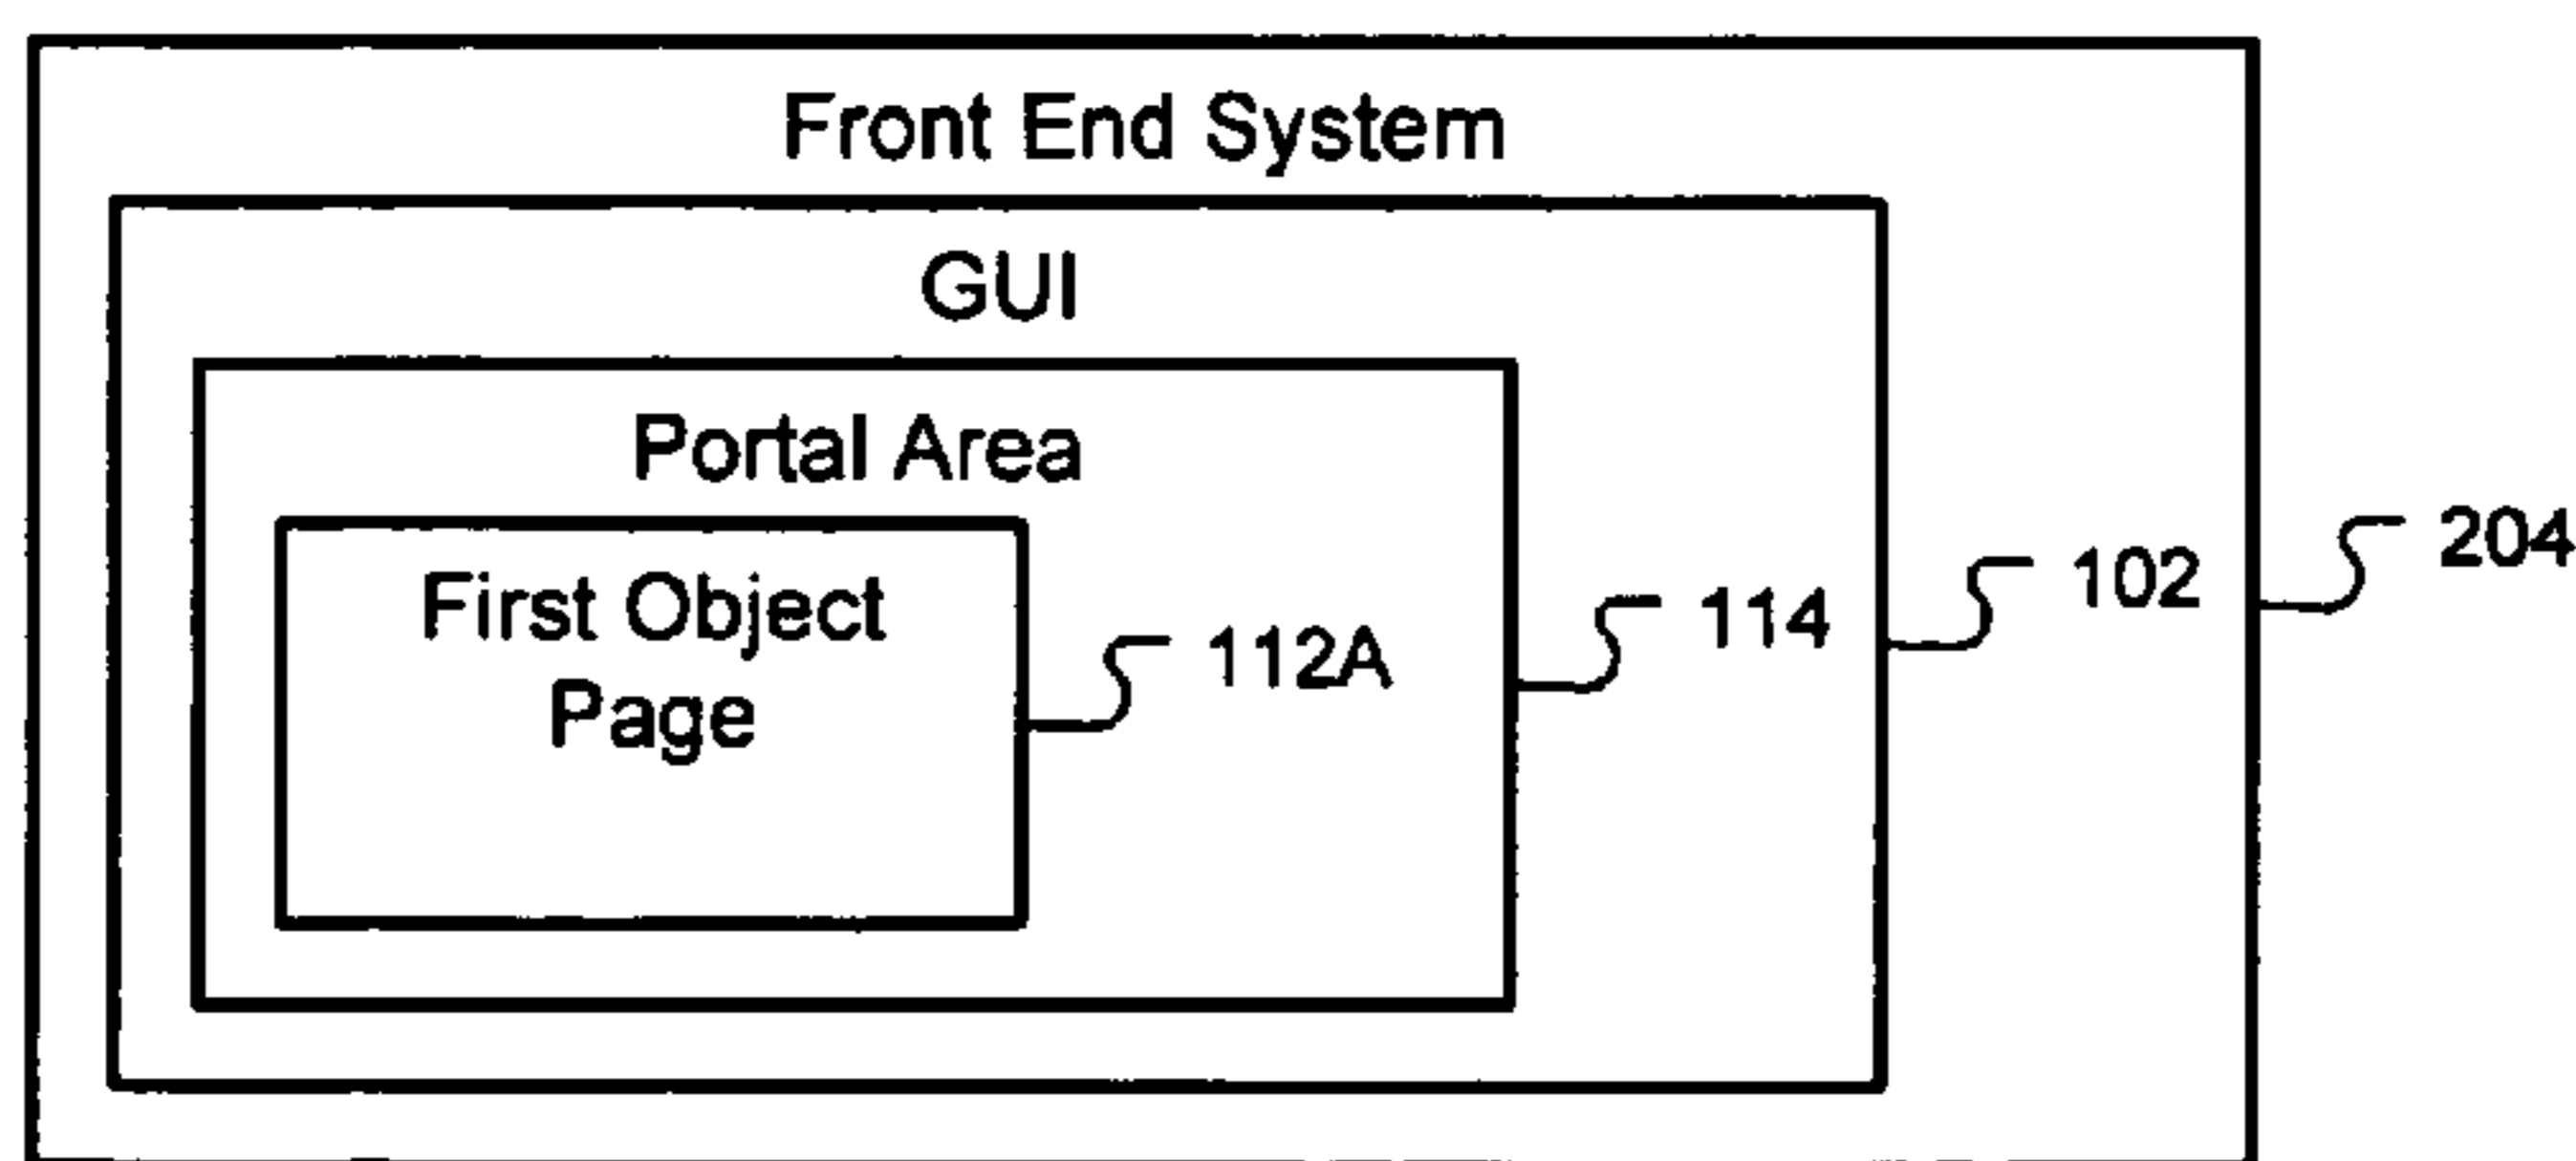 Front End System
GUI
Portal Area
First Object
Page
112A
114
102
204